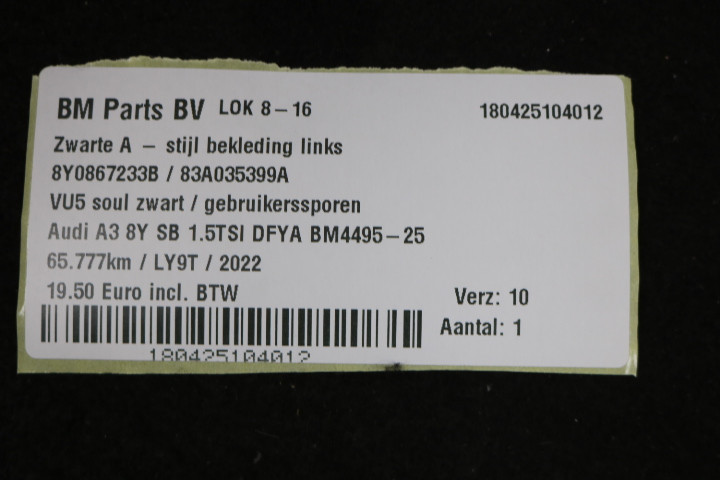 BM Parts BV LOK 8-16 180425104012
Zwarte A - stijl bekleding links
8Y0867233B / 83A035399A
VU5 soul zwart / gebruikerssporen
Audi A3 8Y SB 1.5TSI DFYA BM4495-25
65.777km / LY9T / 2022
19.50 Euro incl. BTW Verz: 10
Aantal: 1
180425104012